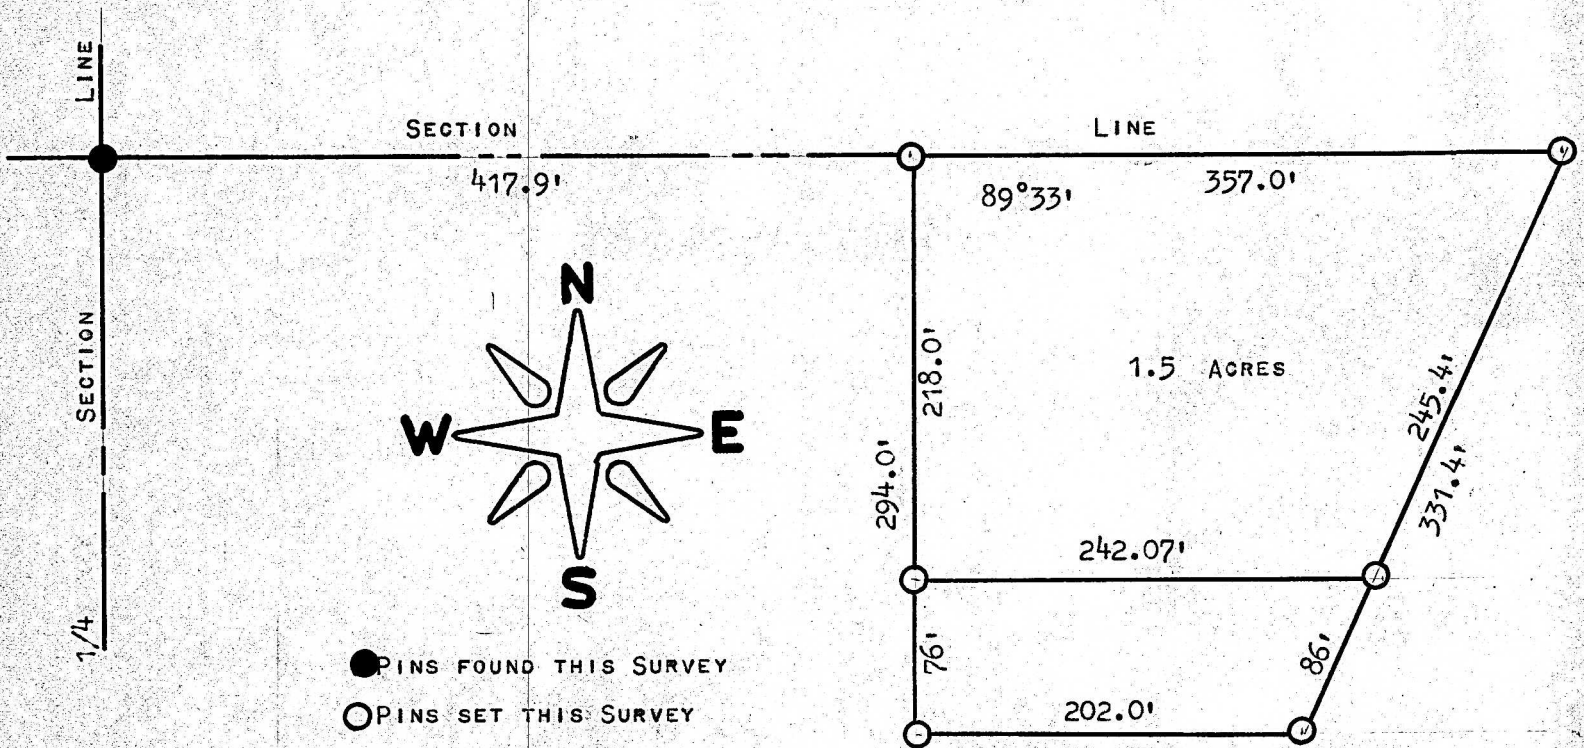 LINE
SECTION
LINE
417.9'
357.0'
89°33'
N
SECTION
218.0'
1.5 ACRES
245.4'
W
E
294.0'
331.4'
242.07'
S
1/4
76'
86'
PINS FOUND THIS SURVEY
PINS SET THIS SURVEY
202.0'